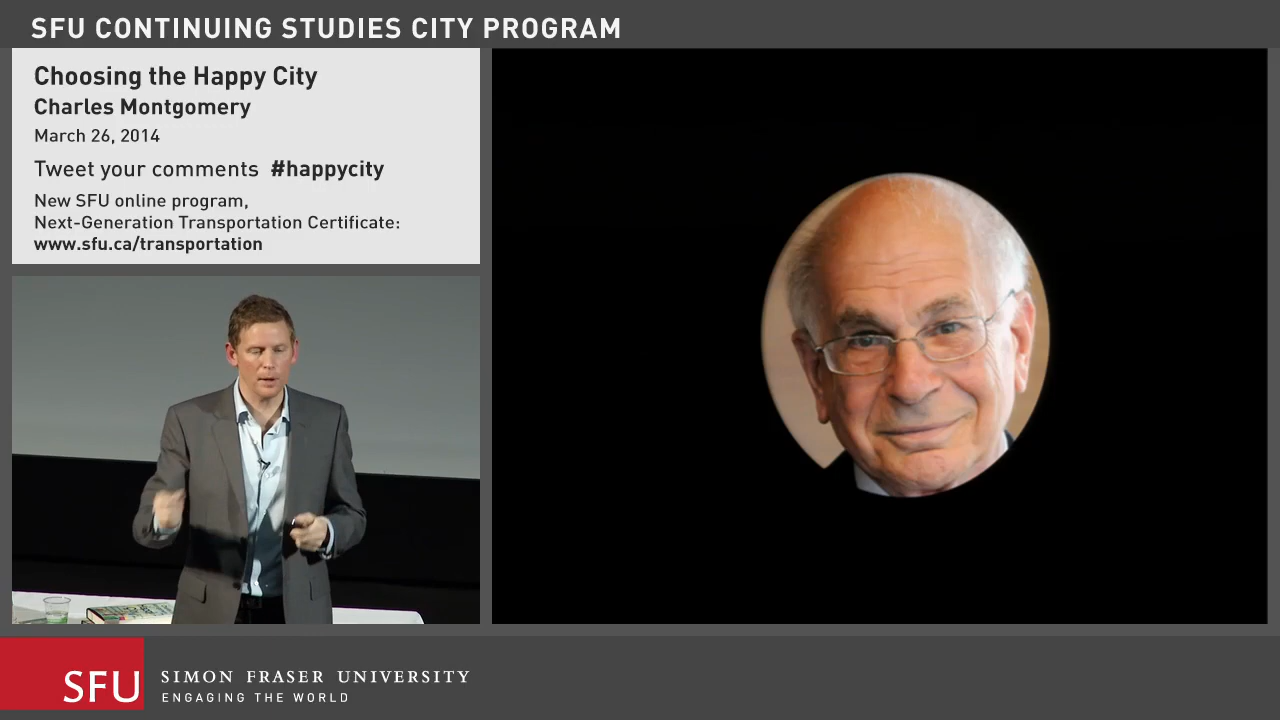 SFU CONTINUING STUDIES CITY PROGRAM
Choosing the Happy City
Charles Montgomery
March 26, 2014
Tweet your comments #happycity
New SFU online program,
Next-Generation Transportation Certificate:
www.sfu.ca/transportation
SFU
SIMON FRASER UNIVERSITY
ENGAGING THE WORLD